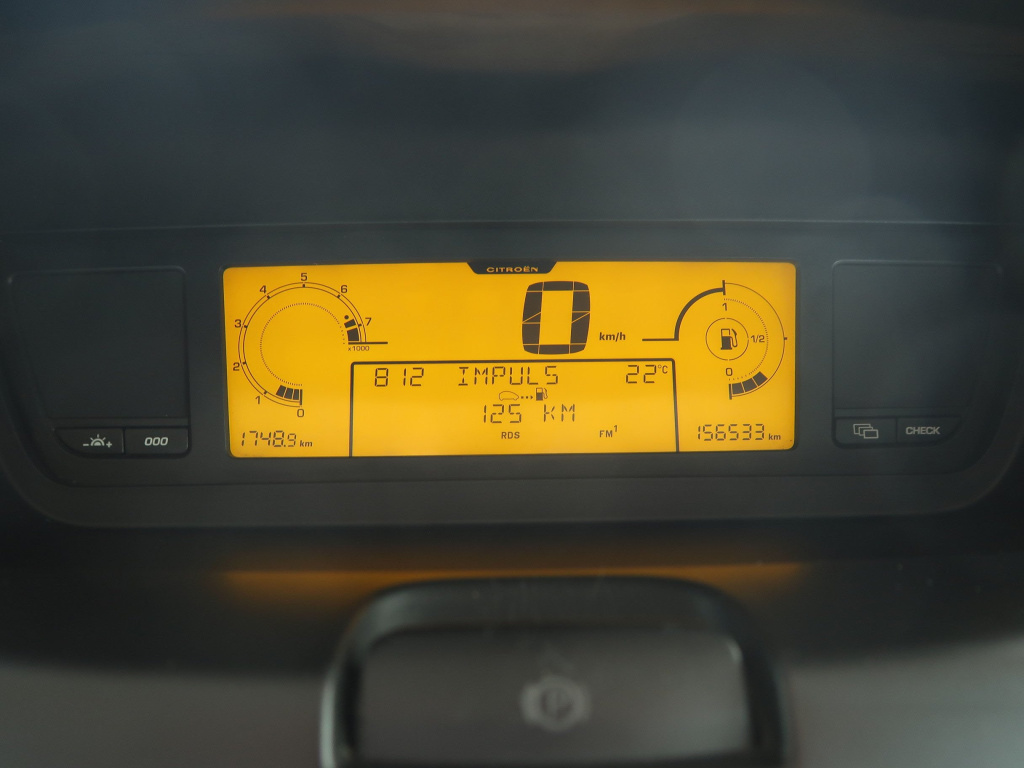 CITROËN
5
4 6
3 7
x1000
2
1
0
0 km/h
1
1/2
0
812 IMPULS 22°C
125 KM
RDS FM1
1748.9 km
156533 km
000
CHECK